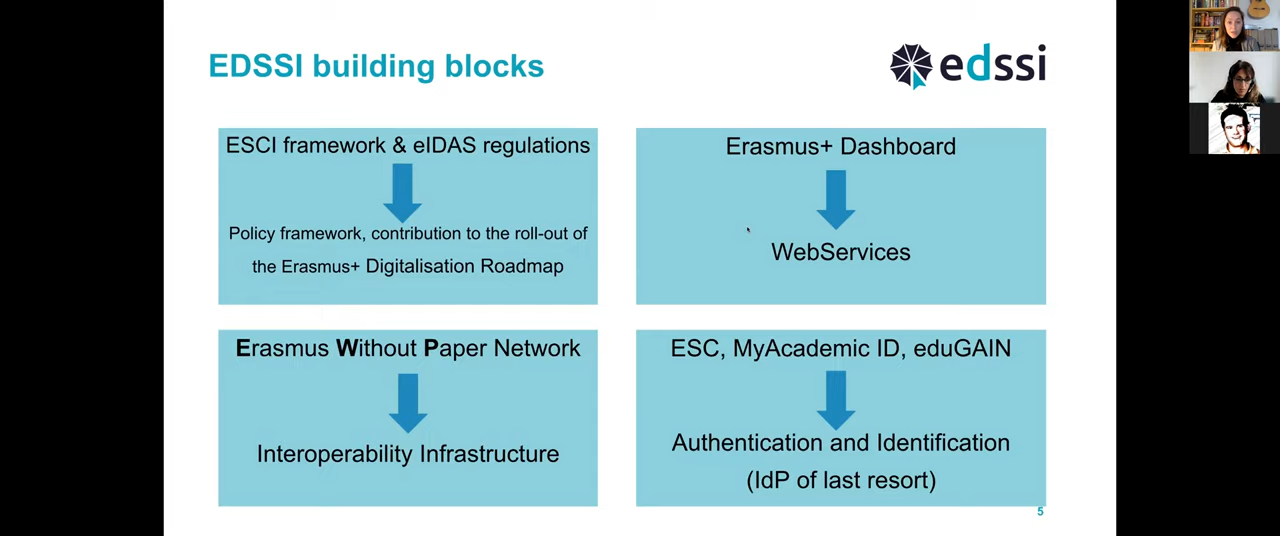 EDSSI building blocks
edssi
ESCI framework & eIDAS regulations
Policy framework, contribution to the roll-out of
the Erasmus+ Digitalisation Roadmap
Erasmus+ Dashboard
WebServices
Erasmus Without Paper Network
Interoperability Infrastructure
ESC, MyAcademic ID, eduGAIN
Authentication and Identification
(IdP of last resort)
5